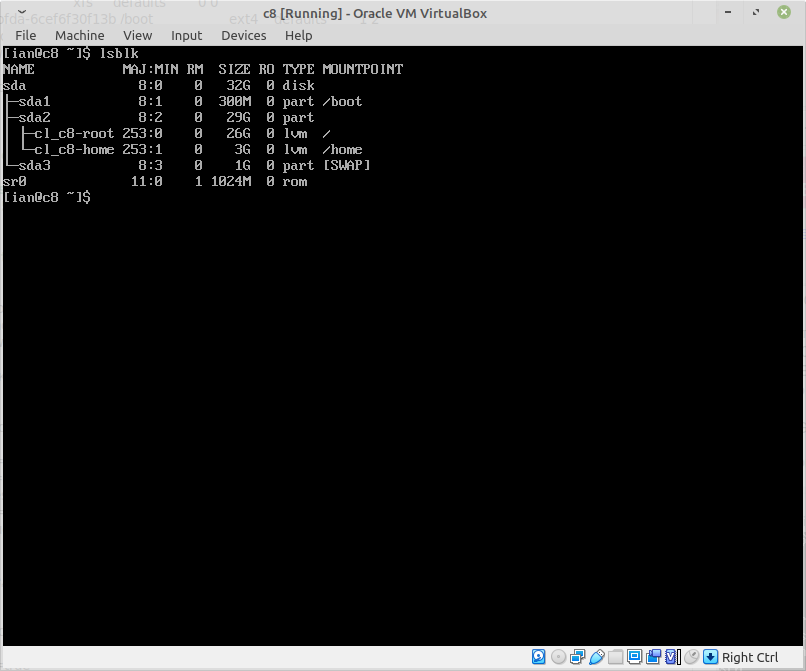 xfs defaults 0 0
c8 [Running] - Oracle VM VirtualBox
File Machine View Input Devices Help
[ian@c8 ~]$ lsblk
NAME MAJ:MIN RM SIZE RO TYPE MOUNTPOINT
sda 8:0 0 32G 0 disk
├─sda1 8:1 0 300M 0 part /boot
├─sda2 8:2 0 29G 0 part
│ ├─cl_c8-root 253:0 0 26G 0 lvm /
│ └─cl_c8-home 253:1 0 3G 0 lvm /home
└─sda3 8:3 0 1G 0 part [SWAP]
sr0 11:0 1 1024M 0 rom
[ian@c8 ~]$
Right Ctrl